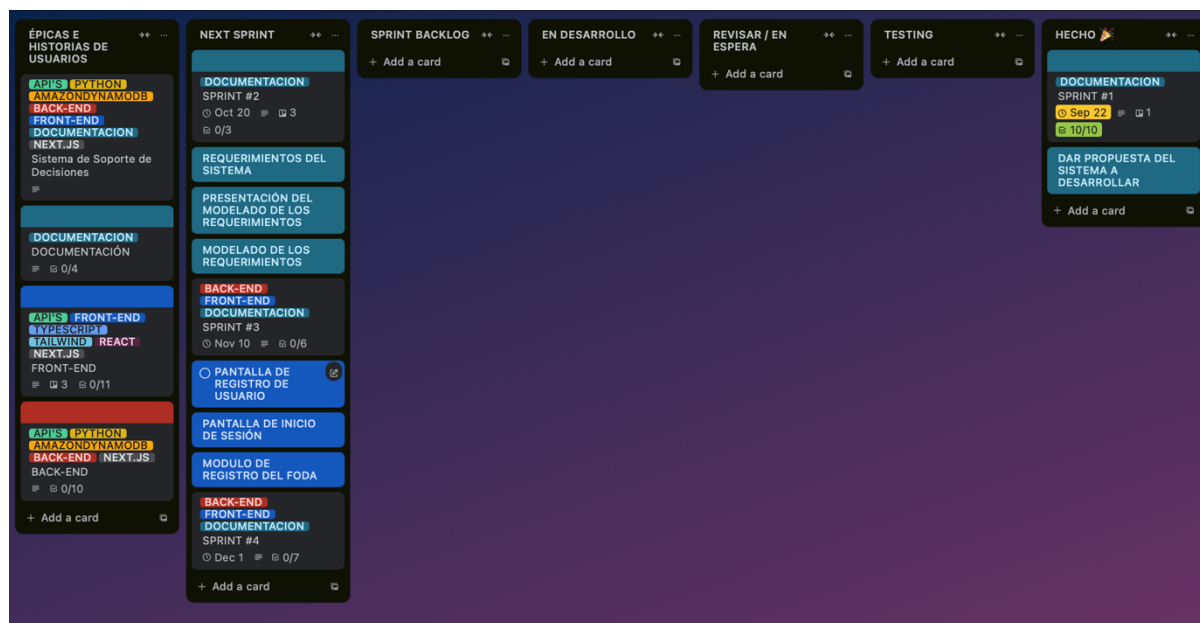 ÉPICAS E
HISTORIAS DE
USUARIOS
API'S PYTHON
AMAZONDYNAMODB
BACK-END
FRONT-END
DOCUMENTACION
NEXT.JS
Sistema de Soporte de
Decisiones
DOCUMENTACION
DOCUMENTACIÓN
0/4
API'S FRONT-END
TYPESCRIPT
TAILWIND REACT
NEXT.JS
FRONT-END
3 0/11
API'S PYTHON
AMAZONDYNAMODB
BACK-END NEXT.JS
BACK-END
0/10
+ Add a card
NEXT SPRINT
DOCUMENTACION
SPRINT #2
Oct 20 3
0/3
REQUERIMIENTOS DEL
SISTEMA
PRESENTACIÓN DEL
MODELADO DE LOS
REQUERIMIENTOS
MODELADO DE LOS
REQUERIMIENTOS
BACK-END
FRONT-END
DOCUMENTACION
SPRINT #3
Nov 10 0/6
PANTALLA DE
REGISTRO DE
USUARIO
PANTALLA DE INICIO
DE SESIÓN
MODULO DE
REGISTRO DEL FODA
BACK-END
FRONT-END
DOCUMENTACION
SPRINT #4
Dec 1 0/7
+ Add a card
SPRINT BACKLOG
+ Add a card
EN DESARROLLO
+ Add a card
REVISAR / EN
ESPERA
+ Add a card
TESTING
+ Add a card
HECHO 🎉
DOCUMENTACION
SPRINT #1
Sep 22 1
10/10
DAR PROPUESTA DEL
SISTEMA A
DESARROLLAR
+ Add a card